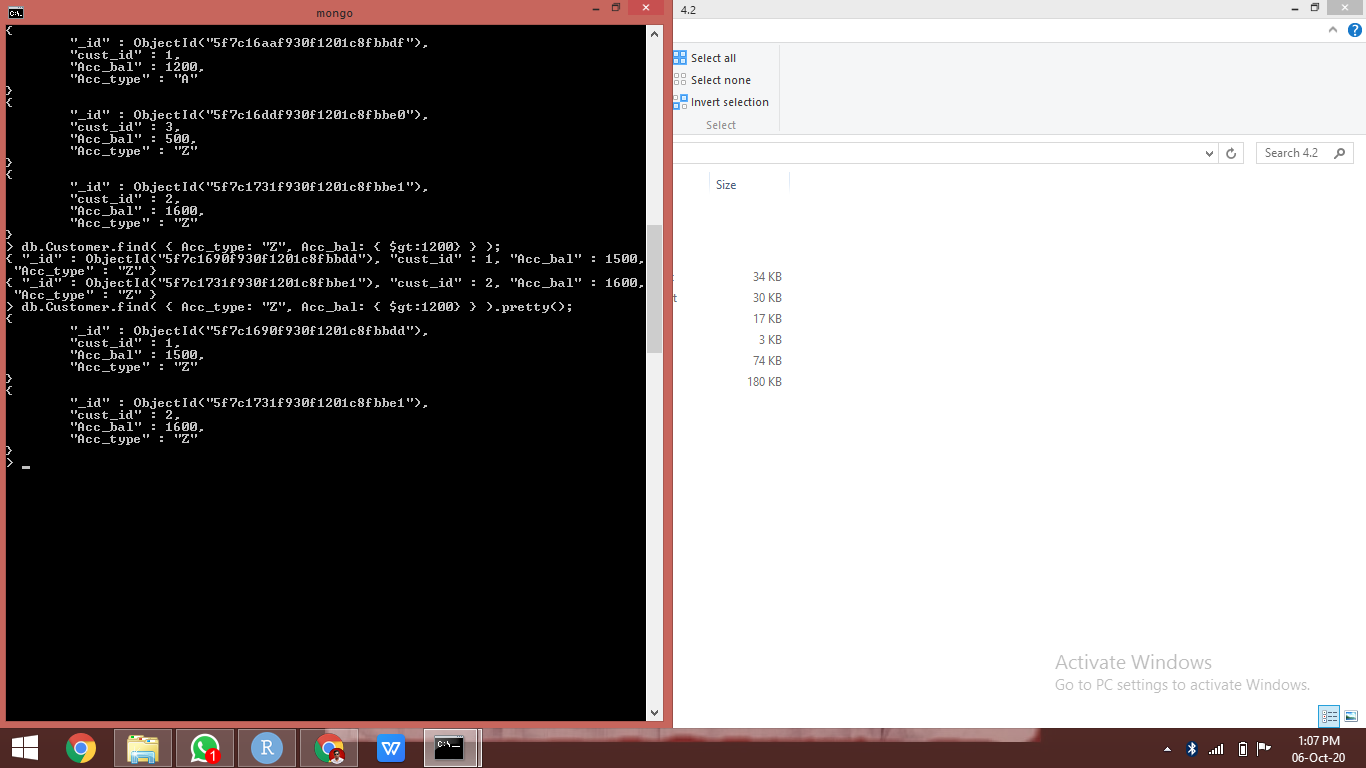 mongo
{
"_id" : ObjectId("5f7c16aaf930f1201c8fbbdf"),
"cust_id" : 1,
"Acc_bal" : 1200,
"Acc_type" : "A"
}
{
"_id" : ObjectId("5f7c16ddf930f1201c8fbbe0"),
"cust_id" : 3,
"Acc_bal" : 500,
"Acc_type" : "Z"
}
{
"_id" : ObjectId("5f7c1731f930f1201c8fbbe1"),
"cust_id" : 2,
"Acc_bal" : 1600,
"Acc_type" : "Z"
}
> db.Customer.find( { Acc_type: "Z", Acc_bal: { $gt:1200} } );
{ "_id" : ObjectId("5f7c1690f930f1201c8fbbdd"), "cust_id" : 1, "Acc_bal" : 1500,
"Acc_type" : "Z" }
{ "_id" : ObjectId("5f7c1731f930f1201c8fbbe1"), "cust_id" : 2, "Acc_bal" : 1600,
"Acc_type" : "Z" }
> db.Customer.find( { Acc_type: "Z", Acc_bal: { $gt:1200} } ).pretty();
{
"_id" : ObjectId("5f7c1690f930f1201c8fbbdd"),
"cust_id" : 1,
"Acc_bal" : 1500,
"Acc_type" : "Z"
}
{
"_id" : ObjectId("5f7c1731f930f1201c8fbbe1"),
"cust_id" : 2,
"Acc_bal" : 1600,
"Acc_type" : "Z"
}
> _
4.2
Select all
Select none
Invert selection
Select
Search 4.2
Size
34 KB
t 30 KB
17 KB
3 KB
74 KB
180 KB
Activate Windows
Go to PC settings to activate Windows.
1
R
W
C:\_
1:07 PM
06-Oct-20